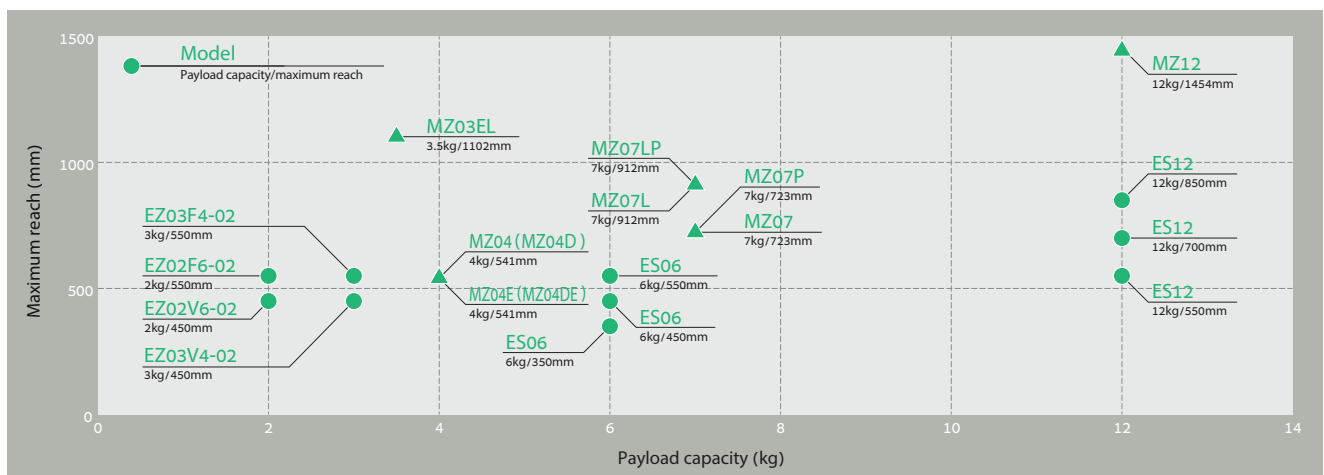 1500
Model
Payload capacity/maximum reach
MZ12
12kg/1454mm
MZ03EL
3.5kg/1102mm
MZ07LP
7kg/912mm
MZ07P
7kg/723mm
ES12
12kg/850mm
1000
MZ07L
7kg/912mm
MZ07
7kg/723mm
ES12
12kg/700mm
EZ03F4-02
3kg/550mm
MZ04(MZ04D)
4kg/541mm
EZ02F6-02
2kg/550mm
ES06
6kg/550mm
ES12
12kg/550mm
500
MZ04E(MZ04DE)
4kg/541mm
EZ02V6-02
2kg/450mm
ES06
6kg/450mm
ES06
6kg/350mm
EZ03V4-02
3kg/450mm
0
0 2 4 6 8 10 12 14
Maximum reach (mm)
Payload capacity (kg)